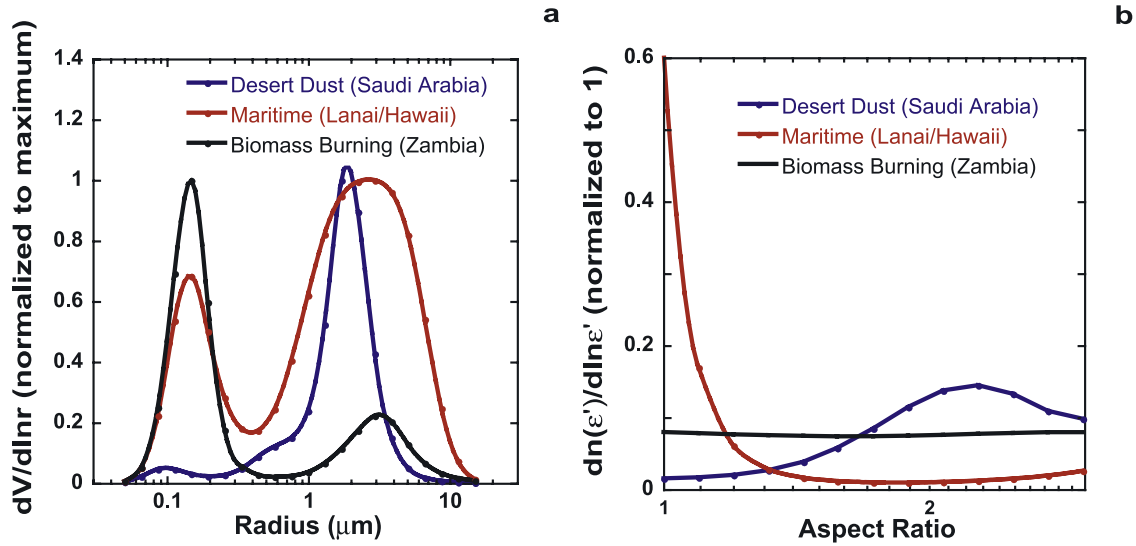 a
dV/dlnr (normalized to maximum)
1.4
1.2
1
0.8
0.6
0.4
0.2
0
Desert Dust (Saudi Arabia)
Maritime (Lanai/Hawaii)
Biomass Burning (Zambia)
0.1
1
10
Radius (μm)
b
dn(ε')/dlnε' (normalized to 1)
0.6
0.4
0.2
0
Desert Dust (Saudi Arabia)
Maritime (Lanai/Hawaii)
Biomass Burning (Zambia)
1
2
Aspect Ratio